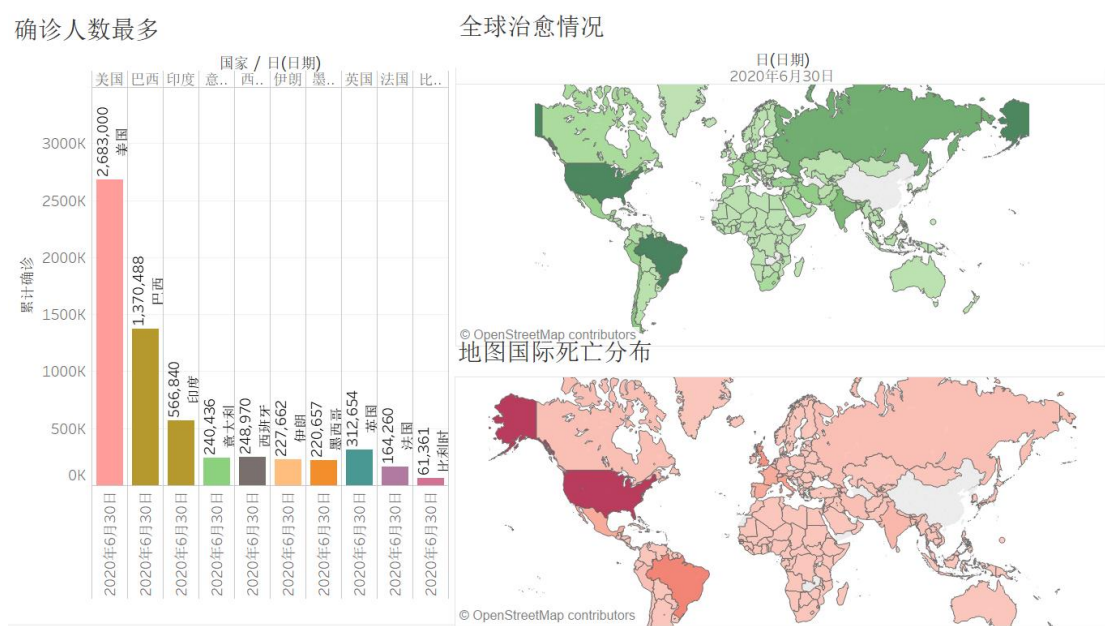 确诊人数最多
国家 / 日(日期)
美国 巴西 印度 意.. 西.. 伊朗 墨.. 英国 法国 比..
累计确诊
3000K
2500K
2000K
1500K
1000K
500K
0K
2,683,000
美国
1,370,488
巴西
566,840
印度
240,436
意大利
248,970
西班牙
227,662
伊朗
220,657
墨西哥
312,654
英国
164,260
法国
61,361
比利时
2020年6月30日 2020年6月30日 2020年6月30日 2020年6月30日 2020年6月30日 2020年6月30日 2020年6月30日 2020年6月30日 2020年6月30日 2020年6月30日
全球治愈情况
日(日期)
2020年6月30日
© OpenStreetMap contributors
地图国际死亡分布
© OpenStreetMap contributors